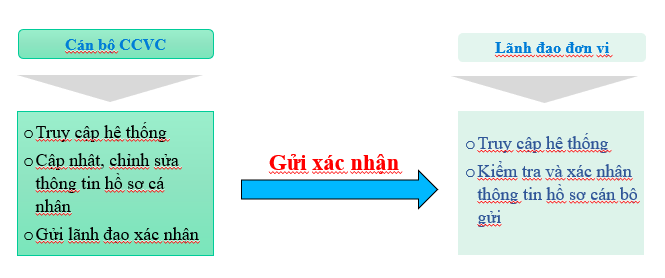 Cán bộ CCVC
Truy cập hệ thống
Cập nhật, chỉnh sửa
thông tin hồ sơ cá
nhân
Gửi lãnh đạo xác nhận
Gửi xác nhận
Lãnh đạo đơn vị
Truy cập hệ thống
Kiểm tra và xác nhận
thông tin hồ sơ cán bộ
gửi